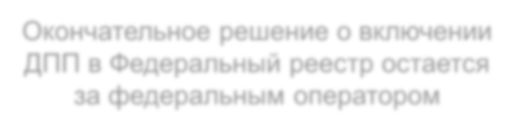 Окончательное решение о включении
ДПП в Федеральный реестр остается
за федеральным оператором